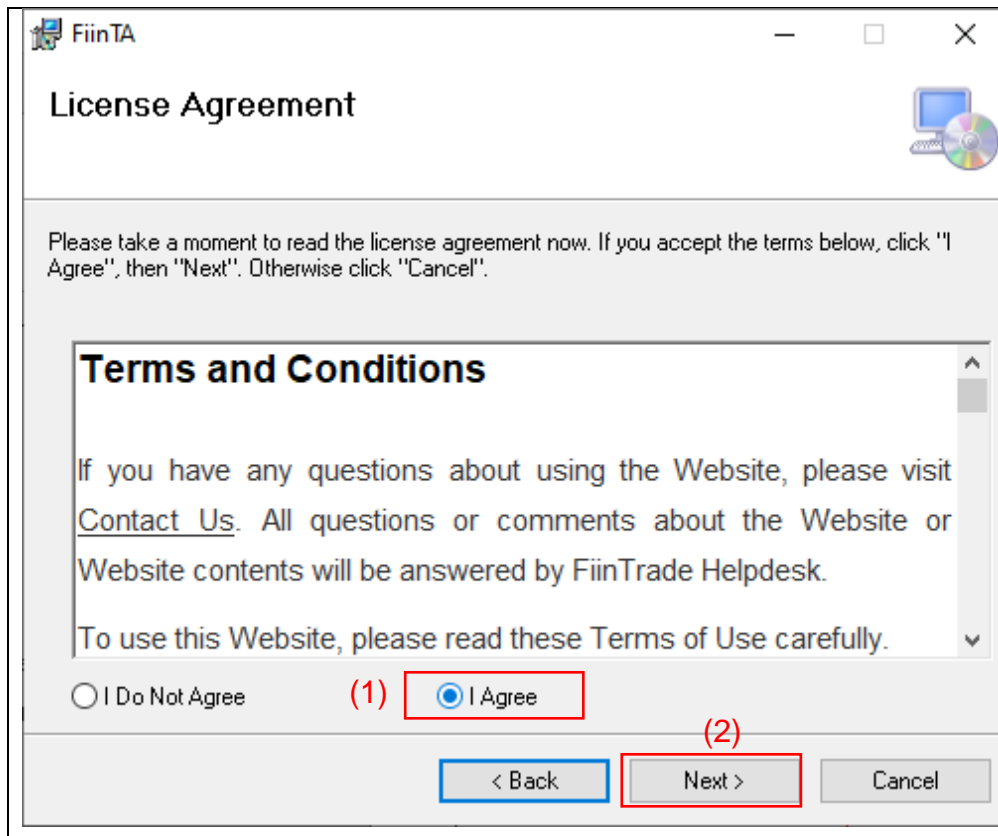 FiinTA
License Agreement
Please take a moment to read the license agreement now. If you accept the terms below, click "I
Agree", then "Next". Otherwise click "Cancel".
Terms and Conditions
If you have any questions about using the Website, please visit
Contact Us. All questions or comments about the Website or
Website contents will be answered by FiinTrade Helpdesk.
To use this Website, please read these Terms of Use carefully.
I Do Not Agree (1) I Agree
(2)
< Back Next > Cancel